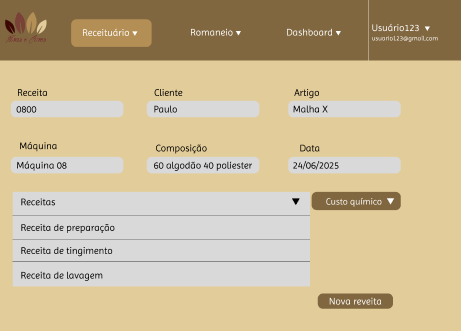 Receituário ▼
Romaneio ▼
Dashboard ▼
Usuário123 ▼
usuario123@gmail.com
Receita
Cliente
Artigo
0800
Paulo
Malha X
Máquina
Composição
Data
Máquina 08
60 algodão 40 poliester
24/06/2025
Receitas ▼
Custo químico ▼
Receita de preparação
Receita de tingimento
Receita de lavagem
Nova reveita